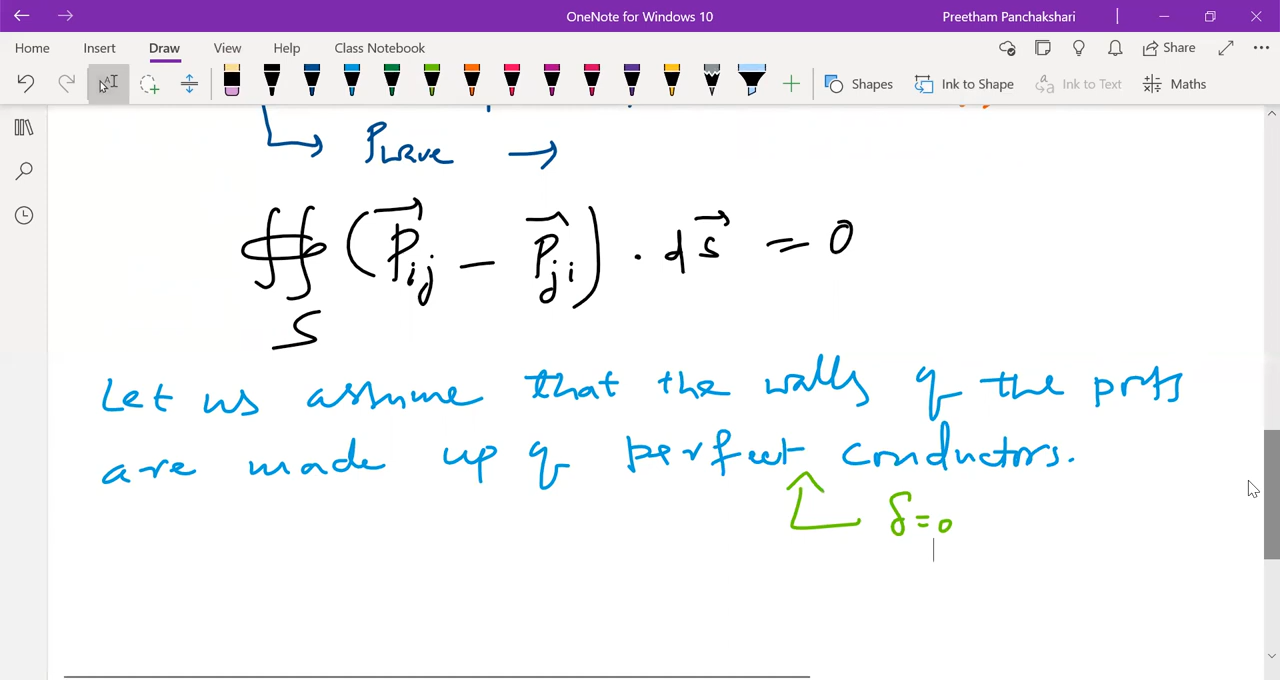 OneNote for Windows 10
Preetham Panchakshari
Home Insert Draw View Help Class Notebook Share
Shapes Ink to Shape Ink to Text Maths
Prove →
∯ (P⃗ij − P⃗ji) · ds⃗ = 0
S
Let us assume that the walls of the ports
are made up of perfect conductors.
δ = 0